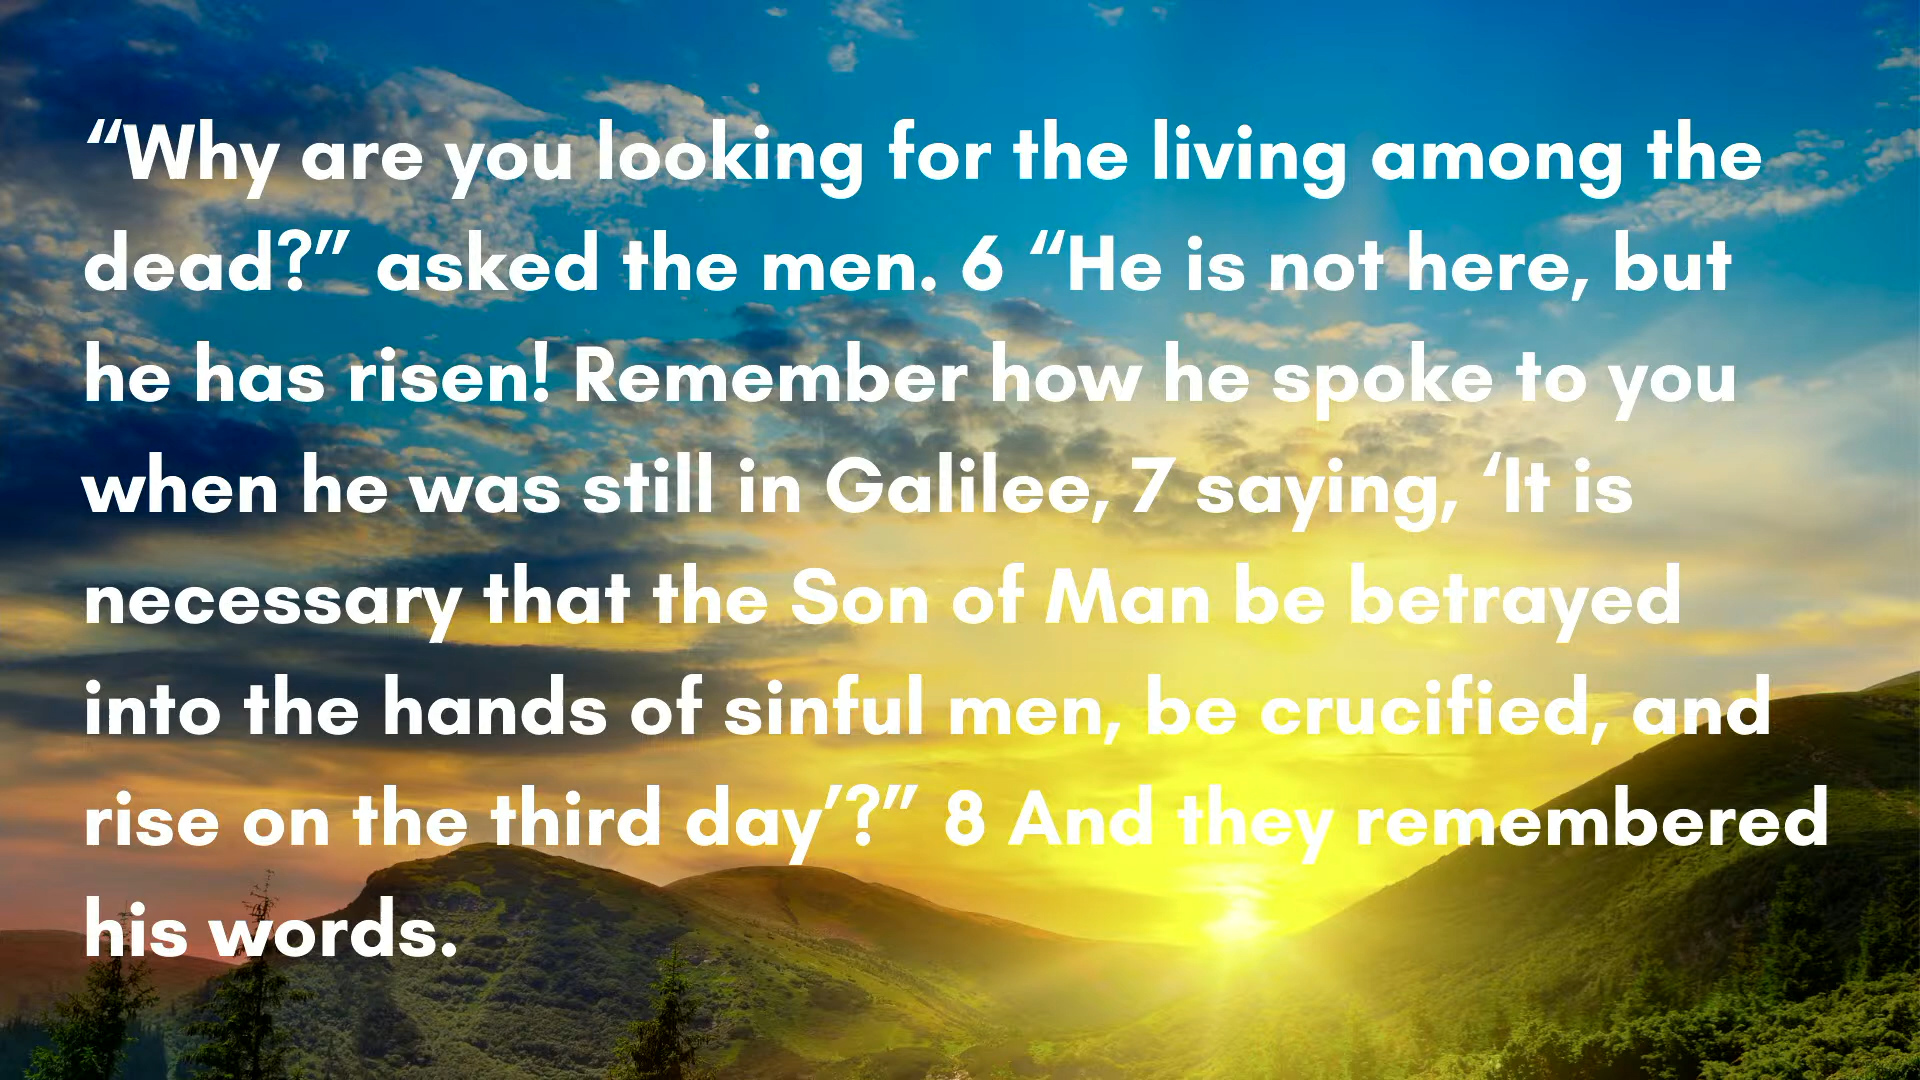 “Why are you looking for the living among the
dead?” asked the men. 6 “He is not here, but
he has risen! Remember how he spoke to you
when he was still in Galilee, 7 saying, ‘It is
necessary that the Son of Man be betrayed
into the hands of sinful men, be crucified, and
rise on the third day’?” 8 And they remembered
his words.